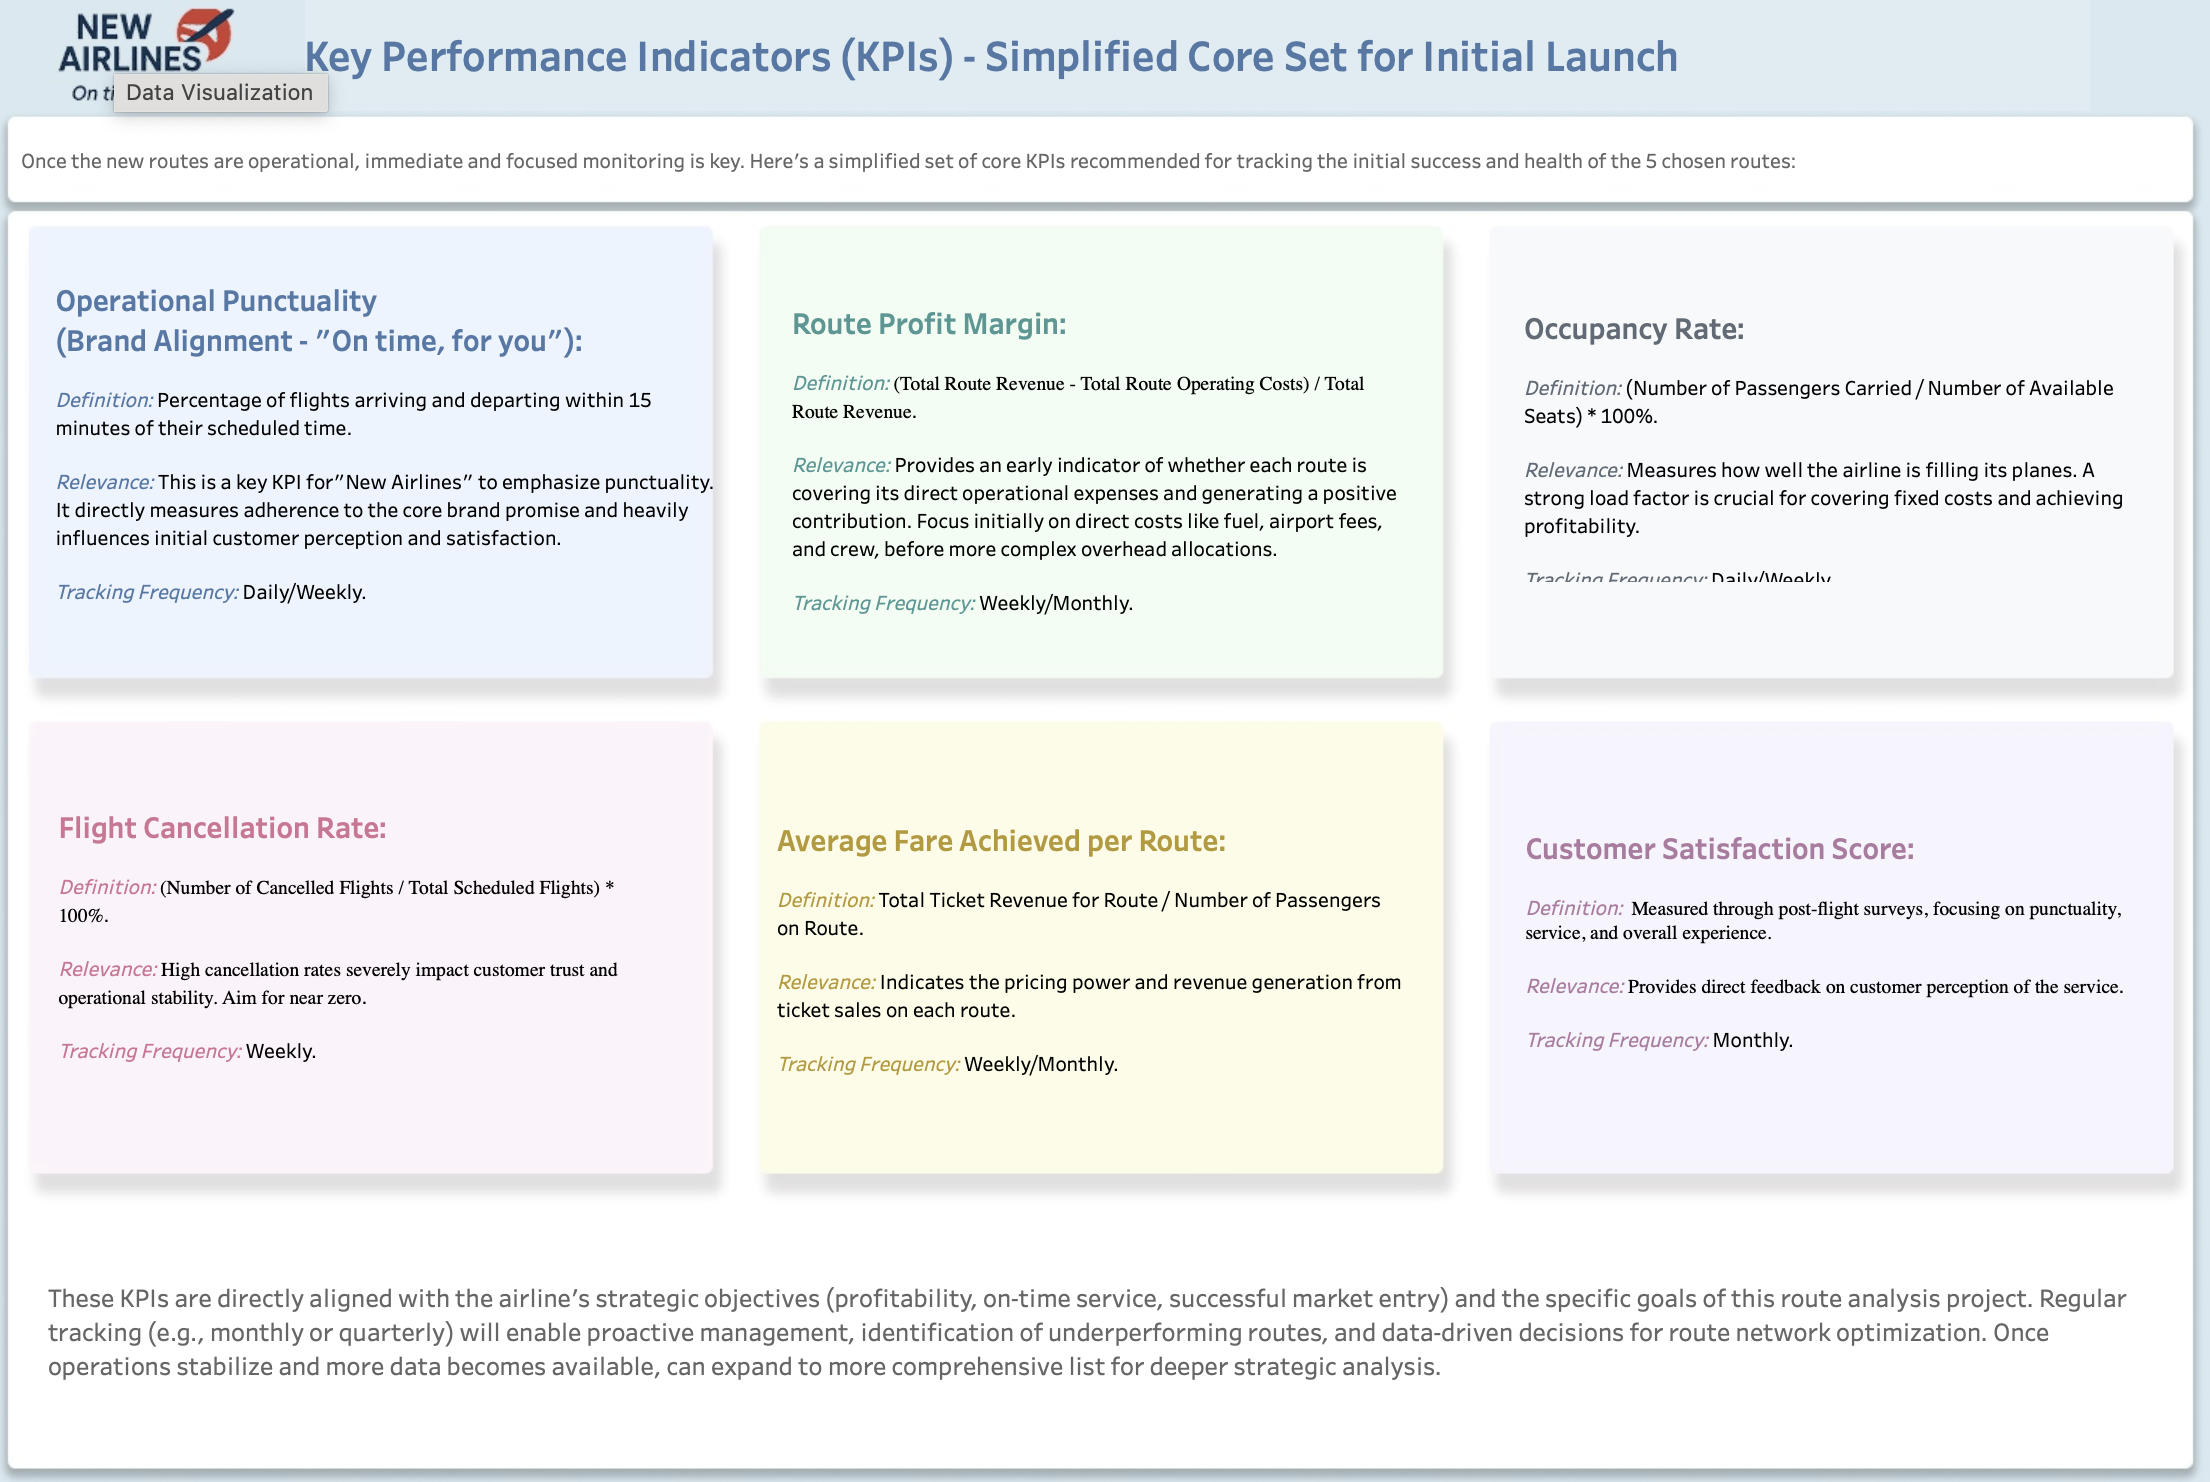 NEW
AIRLINES
On ti
Data Visualization
Key Performance Indicators (KPIs) - Simplified Core Set for Initial Launch
Once the new routes are operational, immediate and focused monitoring is key. Here's a simplified set of core KPIs recommended for tracking the initial success and health of the 5 chosen routes:
Operational Punctuality
(Brand Alignment - "On time, for you"):
Definition: Percentage of flights arriving and departing within 15
minutes of their scheduled time.
Relevance: This is a key KPI for"New Airlines" to emphasize punctuality.
It directly measures adherence to the core brand promise and heavily
influences initial customer perception and satisfaction.
Tracking Frequency: Daily/Weekly.
Route Profit Margin:
Definition: (Total Route Revenue - Total Route Operating Costs) / Total
Route Revenue.
Relevance: Provides an early indicator of whether each route is
covering its direct operational expenses and generating a positive
contribution. Focus initially on direct costs like fuel, airport fees,
and crew, before more complex overhead allocations.
Tracking Frequency: Weekly/Monthly.
Occupancy Rate:
Definition: (Number of Passengers Carried / Number of Available
Seats) * 100%.
Relevance: Measures how well the airline is filling its planes. A
strong load factor is crucial for covering fixed costs and achieving
profitability.
Tracking Frequency: Daily/Weekly
Flight Cancellation Rate:
Definition: (Number of Cancelled Flights / Total Scheduled Flights) *
100%.
Relevance: High cancellation rates severely impact customer trust and
operational stability. Aim for near zero.
Tracking Frequency: Weekly.
Average Fare Achieved per Route:
Definition: Total Ticket Revenue for Route / Number of Passengers
on Route.
Relevance: Indicates the pricing power and revenue generation from
ticket sales on each route.
Tracking Frequency: Weekly/Monthly.
Customer Satisfaction Score:
Definition: Measured through post-flight surveys, focusing on punctuality,
service, and overall experience.
Relevance: Provides direct feedback on customer perception of the service.
Tracking Frequency: Monthly.
These KPIs are directly aligned with the airline's strategic objectives (profitability, on-time service, successful market entry) and the specific goals of this route analysis project. Regular
tracking (e.g., monthly or quarterly) will enable proactive management, identification of underperforming routes, and data-driven decisions for route network optimization. Once
operations stabilize and more data becomes available, can expand to more comprehensive list for deeper strategic analysis.